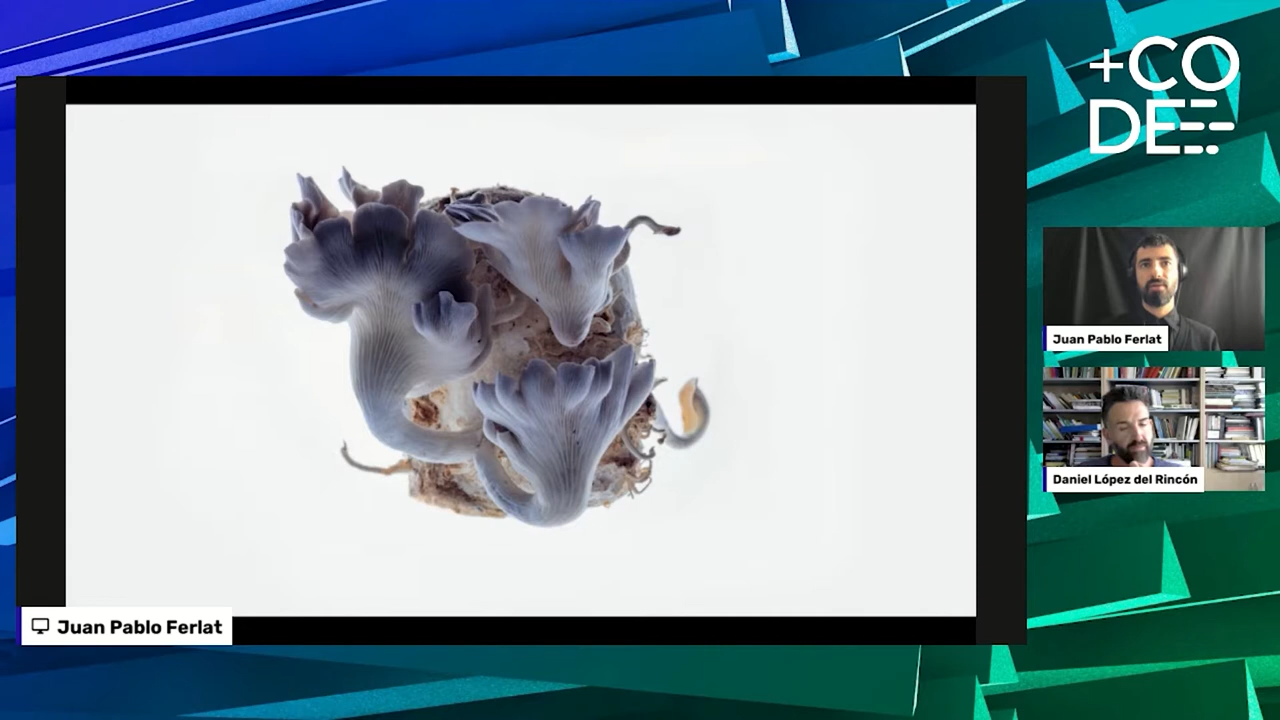 +CO
DE
Juan Pablo Ferlat
Daniel López del Rincón
Juan Pablo Ferlat